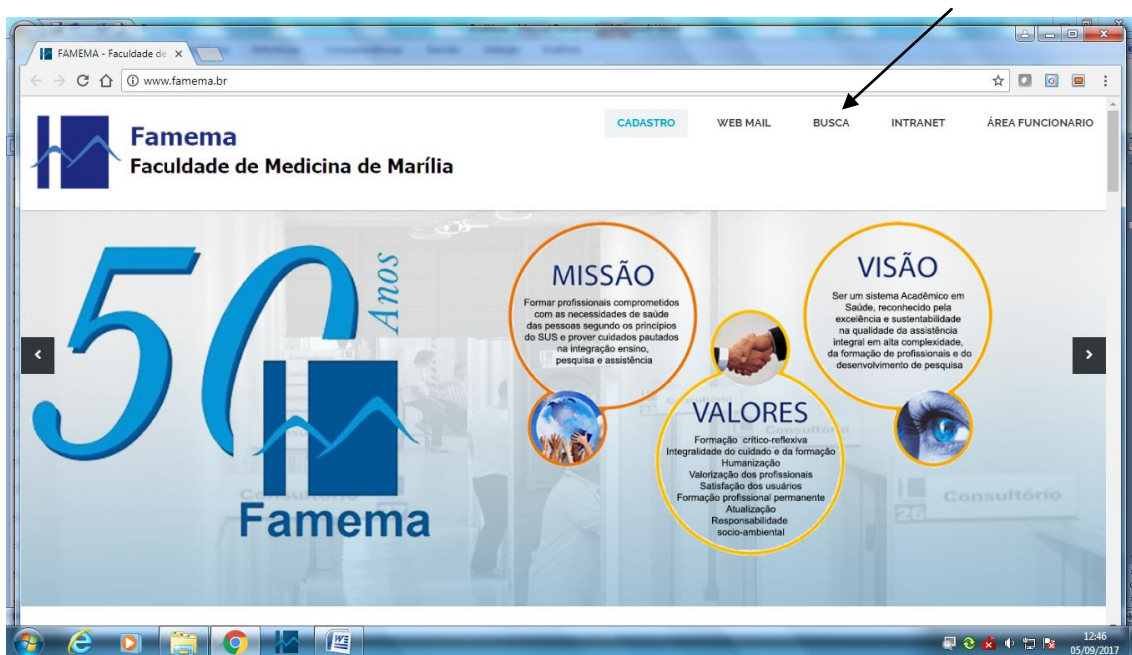 FAMEMA - Faculdade de
www.famema.br
Famema
Faculdade de Medicina de Marília
CADASTRO WEB MAIL BUSCA INTRANET ÁREA FUNCIONARIO
50 Anos
Famema
MISSÃO
Formar profissionais comprometidos
com as necessidades de saúde
das pessoas segundo os princípios
do SUS e prover cuidados pautados
na integração ensino,
pesquisa e assistência
VALORES
Formação crítico-reflexiva
Integralidade do cuidado e da formação
Humanização
Valorização dos profissionais
Satisfação dos usuários
Formação profissional permanente
Atualização
Responsabilidade
socio-ambiental
VISÃO
Ser um sistema Acadêmico em
Saúde, reconhecido pela
excelência e sustentabilidade
na qualidade da assistência
integral em alta complexidade,
da formação de profissionais e do
desenvolvimento de pesquisa
Consultório
Consultório
22
Consultório
26
12:46
05/09/2017